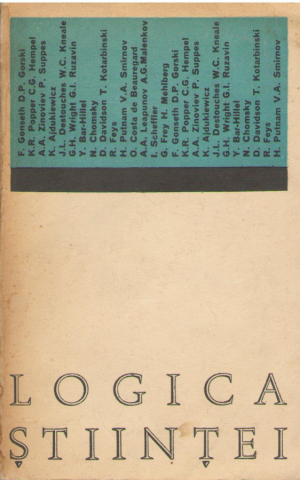 F. Gonseth D.P. Gorski
K.R. Popper C.G. Hempel
A.A. Zinoviev P. Suppes
K. Ajdukiewicz
J.L. Destouches W.C. Kneale
G.H. Wright G.I. Ruzavin
Y. Bar-Hillel
N. Chomsky
D. Davidson T. Kotarbinski
R. Feys
H. Putnam V.A. Smirnov
O. Costa de Beauregard
A.A. Leapunov A.G. Malenkov
I. Scheffler
G. Frey H. Mehlberg
F. Gonseth D.P. Gorski
K.R. Popper C.G. Hempel
A.A. Zinoviev P. Suppes
K. Ajdukiewicz
J.L. Destouches W.C. Kneale
G.H. Wright G.I. Ruzavin
Y. Bar-Hillel
N. Chomsky
D. Davidson T. Kotarbinski
R. Feys
H. Putnam V.A. Smirnov
LOGICA
ȘTIINȚEI